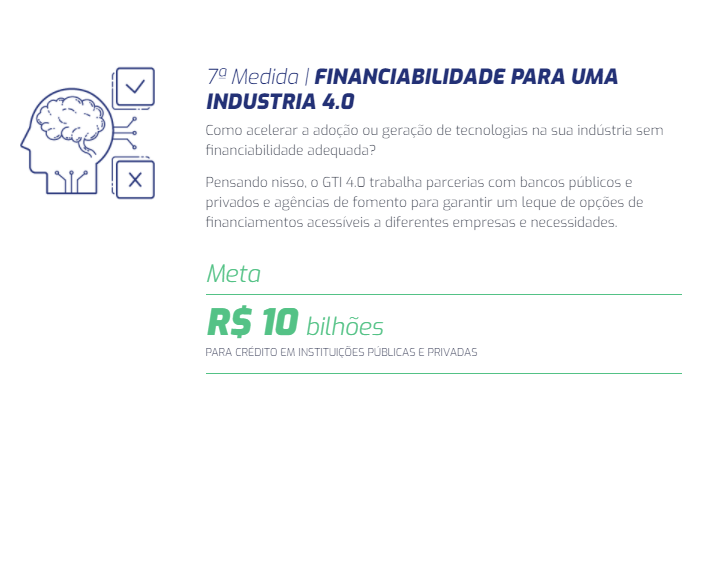 7ª Medida | FINANCIABILIDADE PARA UMA
INDUSTRIA 4.0
Como acelerar a adoção ou geração de tecnologias na sua indústria sem
financiabilidade adequada?
Pensando nisso, o GTI 4.0 trabalha parcerias com bancos públicos e
privados e agências de fomento para garantir um leque de opções de
financiamentos acessíveis a diferentes empresas e necessidades.
Meta
R$ 10 bilhões
PARA CRÉDITO EM INSTITUIÇÕES PÚBLICAS E PRIVADAS